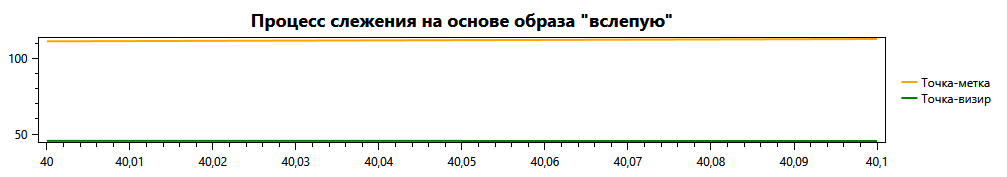 Процесс слежения на основе образа "вслепую"
100
50
40 40,01 40,02 40,03 40,04 40,05 40,06 40,07 40,08 40,09 40,1
Точка-метка
Точка-визир